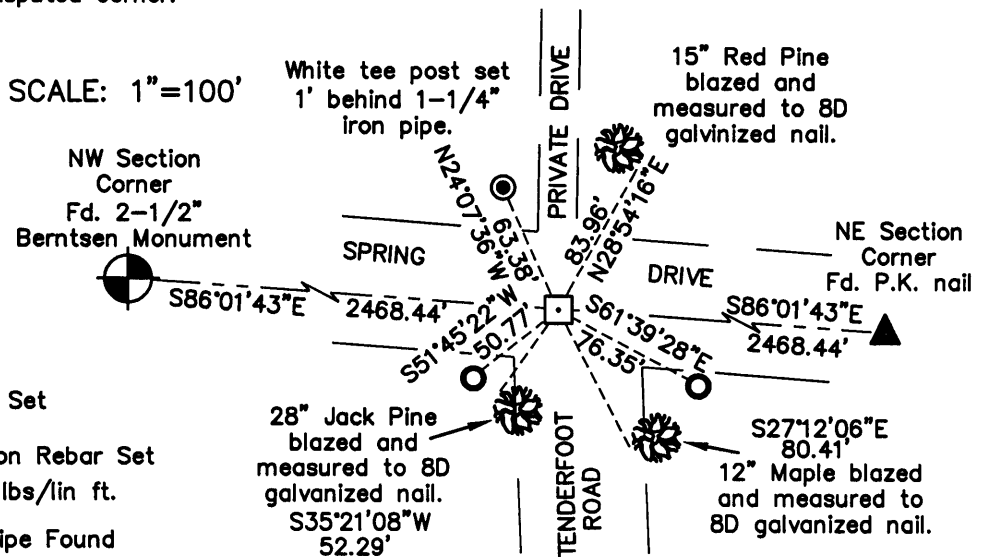 disputed corner.
SCALE: 1"=100'
White tee post set
1' behind 1-1/4"
iron pipe.
PRIVATE DRIVE
15" Red Pine
blazed and
measured to 8D
galvinized nail.
NW Section
Corner
Fd. 2-1/2"
Berntsen Monument
N24°07'36"W
63.38'
83.96'
N28°54'16"E
SPRING
DRIVE
NE Section
Corner
Fd. P.K. nail
S86°01'43"E
2468.44'
S51°45'22"W
50.77'
S61°39'28"E
76.35'
S86°01'43"E
2468.44'
Set
Rebar Set
lbs/lin ft.
Found
28" Jack Pine
blazed and
measured to 8D
galvanized nail.
S35°21'08"W
52.29'
TENDERFOOT
ROAD
S27°12'06"E
80.41'
12" Maple blazed
and measured to
8D galvanized nail.